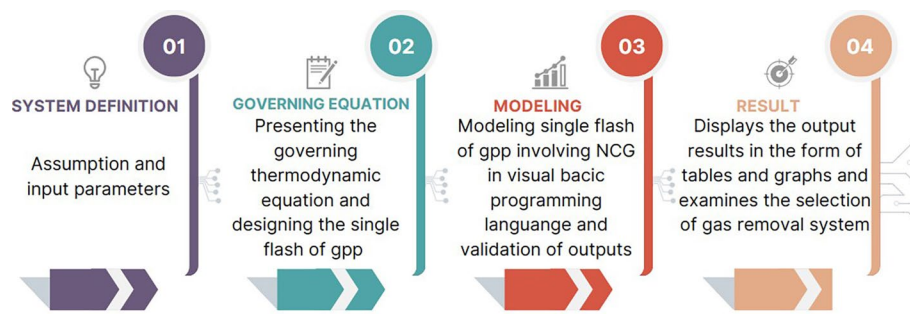 01
SYSTEM DEFINITION
Assumption and
input parameters
02
GOVERNING EQUATION
Presenting the
governing
thermodynamic
equation and
designing the single
flash of gpp
03
MODELING
Modeling single flash
of gpp involving NCG
in visual bacic
programming
languange and
validation of outputs
04
RESULT
Displays the output
results in the form of
tables and graphs and
examines the selection
of gas removal system